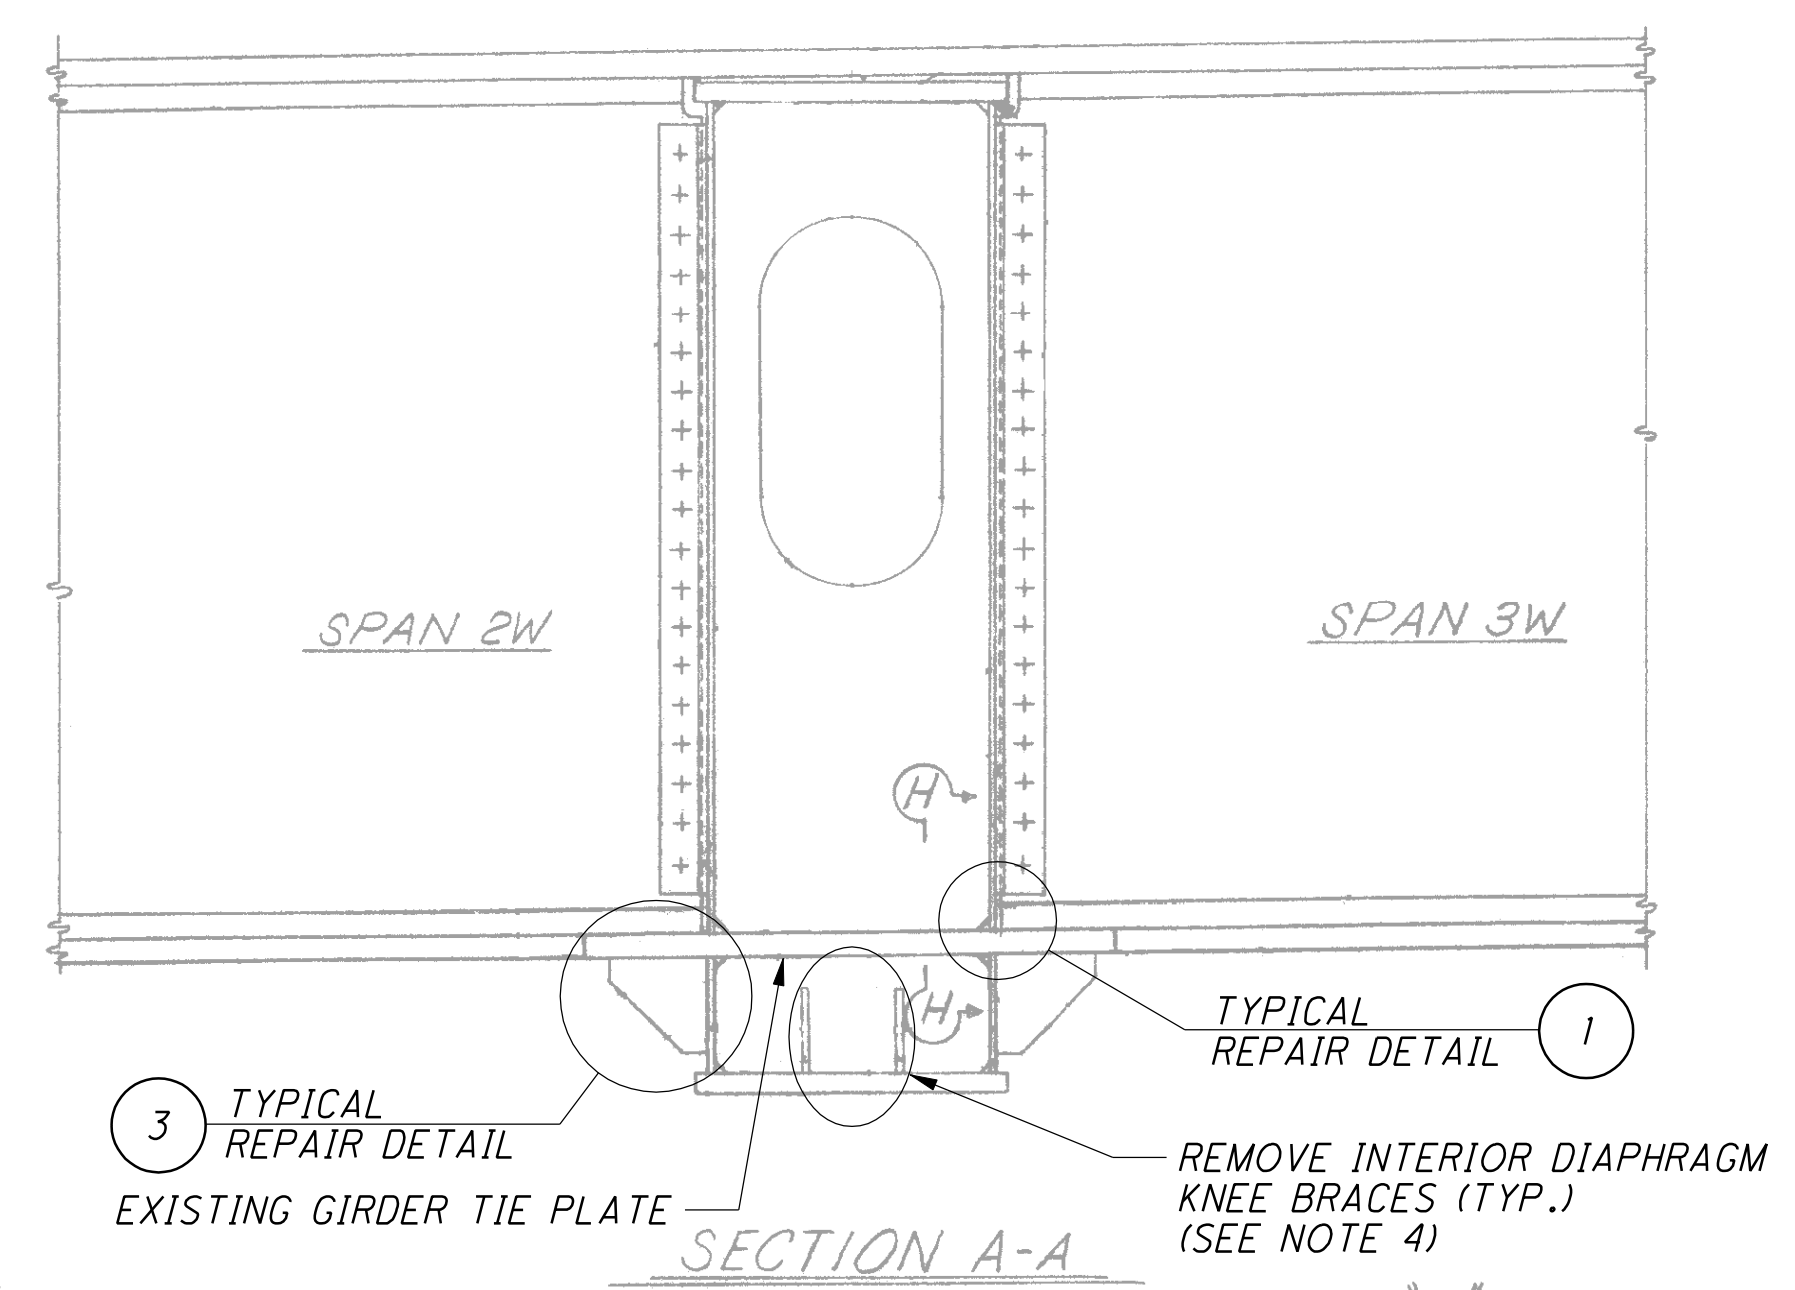 SPAN 2W
SPAN 3W
H
H
TYPICAL
REPAIR DETAIL
1
3
TYPICAL
REPAIR DETAIL
EXISTING GIRDER TIE PLATE
REMOVE INTERIOR DIAPHRAGM
KNEE BRACES (TYP.)
(SEE NOTE 4)
SECTION A-A